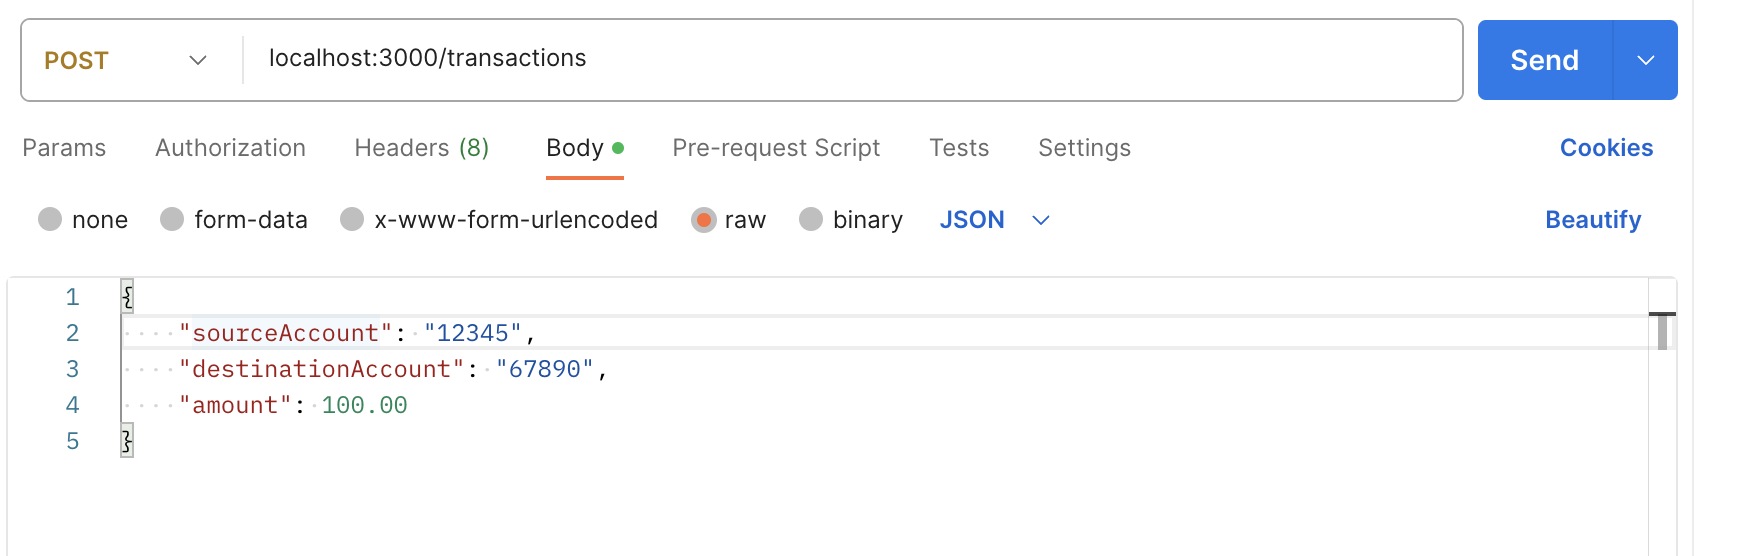 POST localhost:3000/transactions Send
Params Authorization Headers (8) Body Pre-request Script Tests Settings Cookies
none form-data x-www-form-urlencoded raw binary JSON Beautify
1 {
2 ····"sourceAccount":·"12345",
3 ····"destinationAccount":·"67890",
4 ····"amount":·100.00
5 }